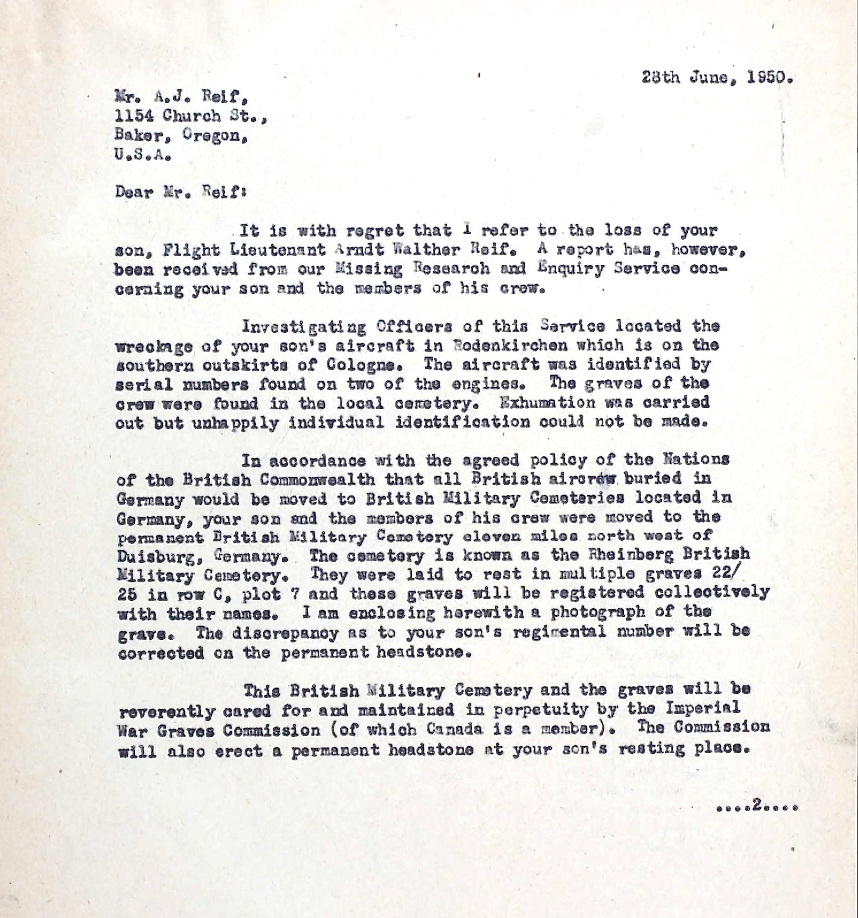 28th June, 1950.
Mr. A.J. Reif,
1154 Church St.,
Baker, Oregon,
U.S.A.
Dear Mr. Reif:
It is with regret that I refer to the loss of your
son, Flight Lieutenant Arndt Walther Reif. A report has, however,
been received from our Missing Research and Enquiry Service con-
cerning your son and the members of his crew.
Investigating Officers of this Service located the
wreckage of your son's aircraft in Rodenkirchen which is on the
southern outskirts of Cologne. The aircraft was identified by
serial numbers found on two of the engines. The graves of the
crew were found in the local cemetery. Exhumation was carried
out but unhappily individual identification could not be made.
In accordance with the agreed policy of the Nations
of the British Commonwealth that all British aircrew buried in
Germany would be moved to British Military Cemeteries located in
Germany, your son and the members of his crew were moved to the
permanent British Military Cemetery eleven miles north west of
Duisburg, Germany. The cemetery is known as the Rheinberg British
Military Cemetery. They were laid to rest in multiple graves 22/
25 in row C, plot 7 and these graves will be registered collectively
with their names. I am enclosing herewith a photograph of the
grave. The discrepancy as to your son's regimental number will be
corrected on the permanent headstone.
This British Military Cemetery and the graves will be
reverently cared for and maintained in perpetuity by the Imperial
War Graves Commission (of which Canada is a member). The Commission
will also erect a permanent headstone at your son's resting place.
....2....